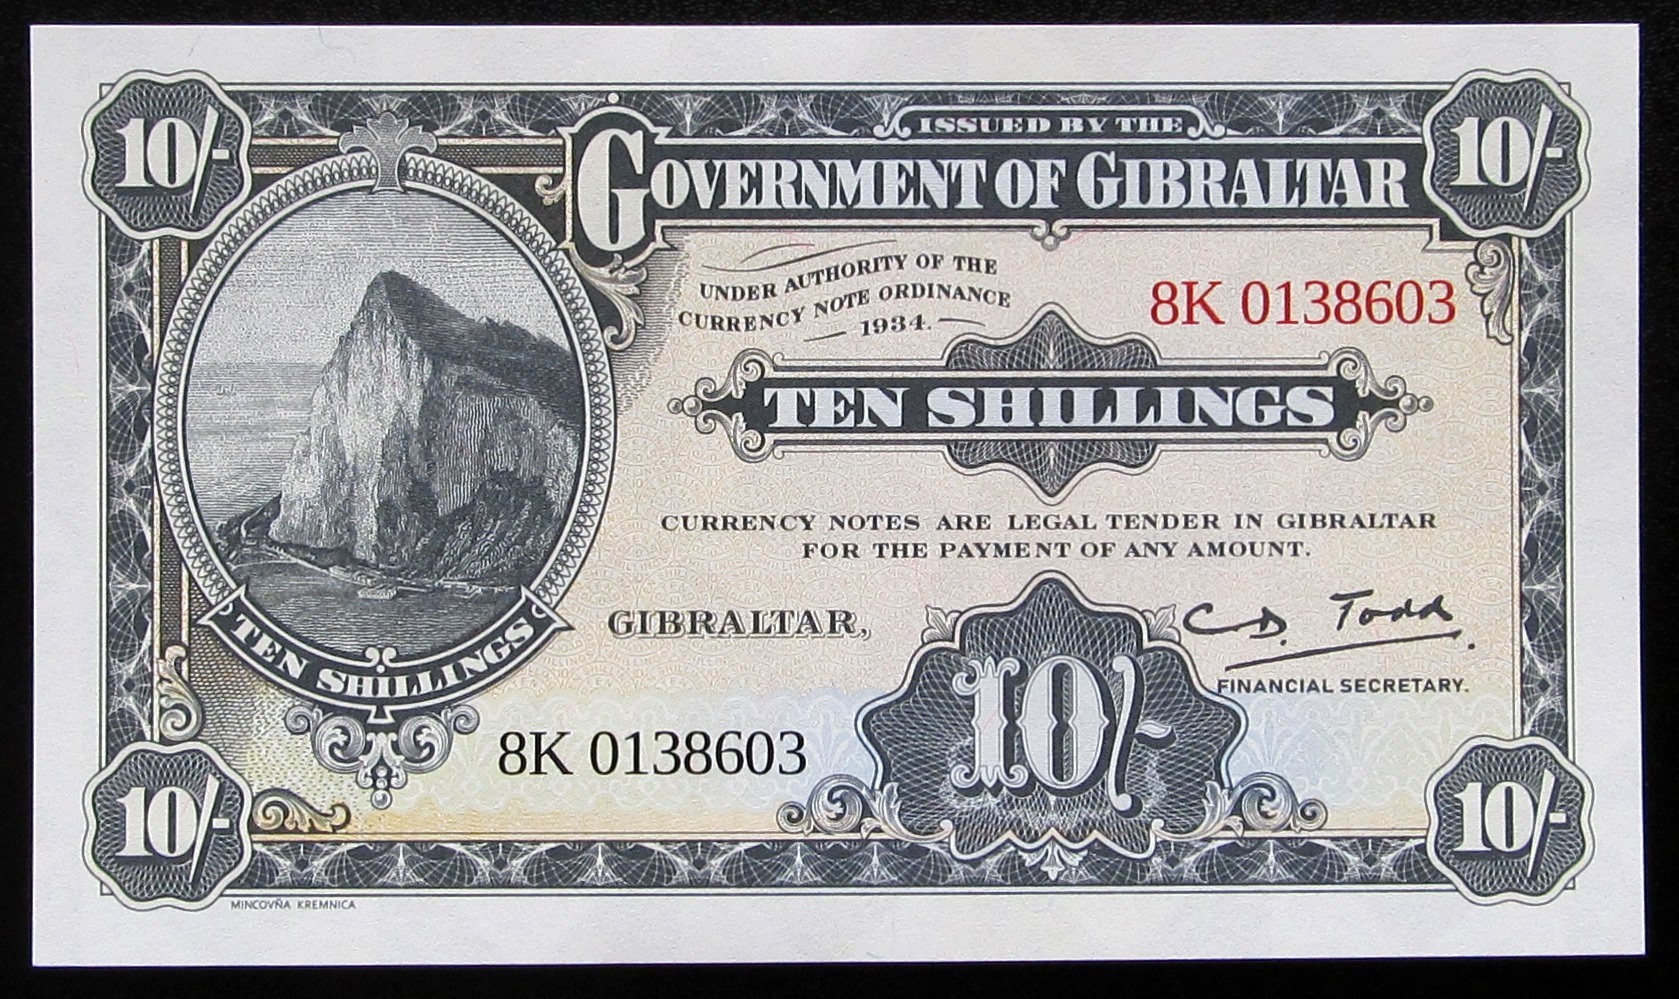 10/-
ISSUED BY THE
10/-
GOVERNMENT OF GIBRALTAR
UNDER AUTHORITY OF THE
CURRENCY NOTE ORDINANCE
1934.
8K 0138603
TEN SHILLINGS
CURRENCY NOTES ARE LEGAL TENDER IN GIBRALTAR
FOR THE PAYMENT OF ANY AMOUNT.
GIBRALTAR,
C D. Todd
FINANCIAL SECRETARY.
TEN SHILLINGS
8K 0138603
10/-
10/-
10/-
MINCOVŇA KREMNICA